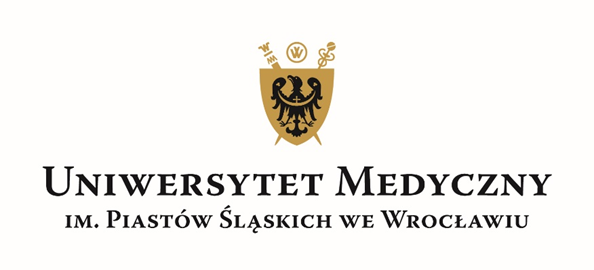 Uniwersytet Medyczny
im. Piastów Śląskich we Wrocławiu